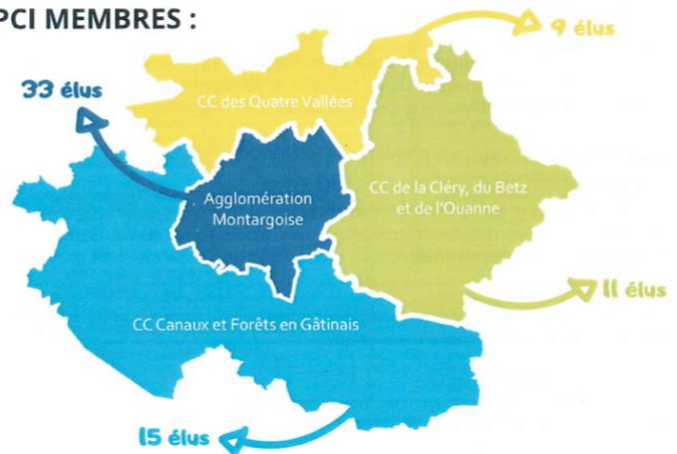 PCI MEMBRES :
9 élus
33 élus
CC des Quatre Vallées
Agglomération
Montargoise
CC de la Cléry, du Betz
et de l'Ouanne
11 élus
CC Canaux et Forêts en Gâtinais
15 élus